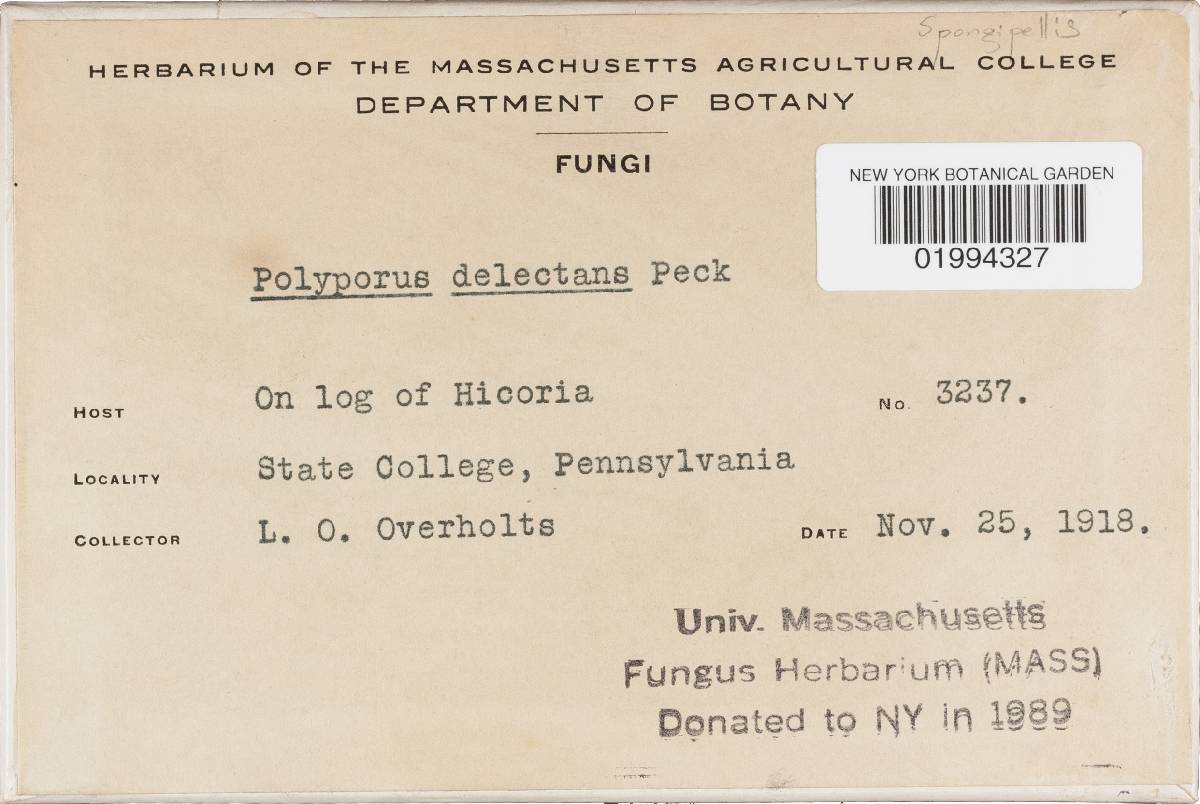 Spongipellis
HERBARIUM OF THE MASSACHUSETTS AGRICULTURAL COLLEGE
DEPARTMENT OF BOTANY
FUNGI
NEW YORK BOTANICAL GARDEN
01994327
Polyporus delectans Peck
HOST On log of Hicoria No. 3237.
LOCALITY State College, Pennsylvania
COLLECTOR L. O. Overholts DATE Nov. 25, 1918.
Univ. Massachusetts
Fungus Herbarium (MASS)
Donated to NY in 1989